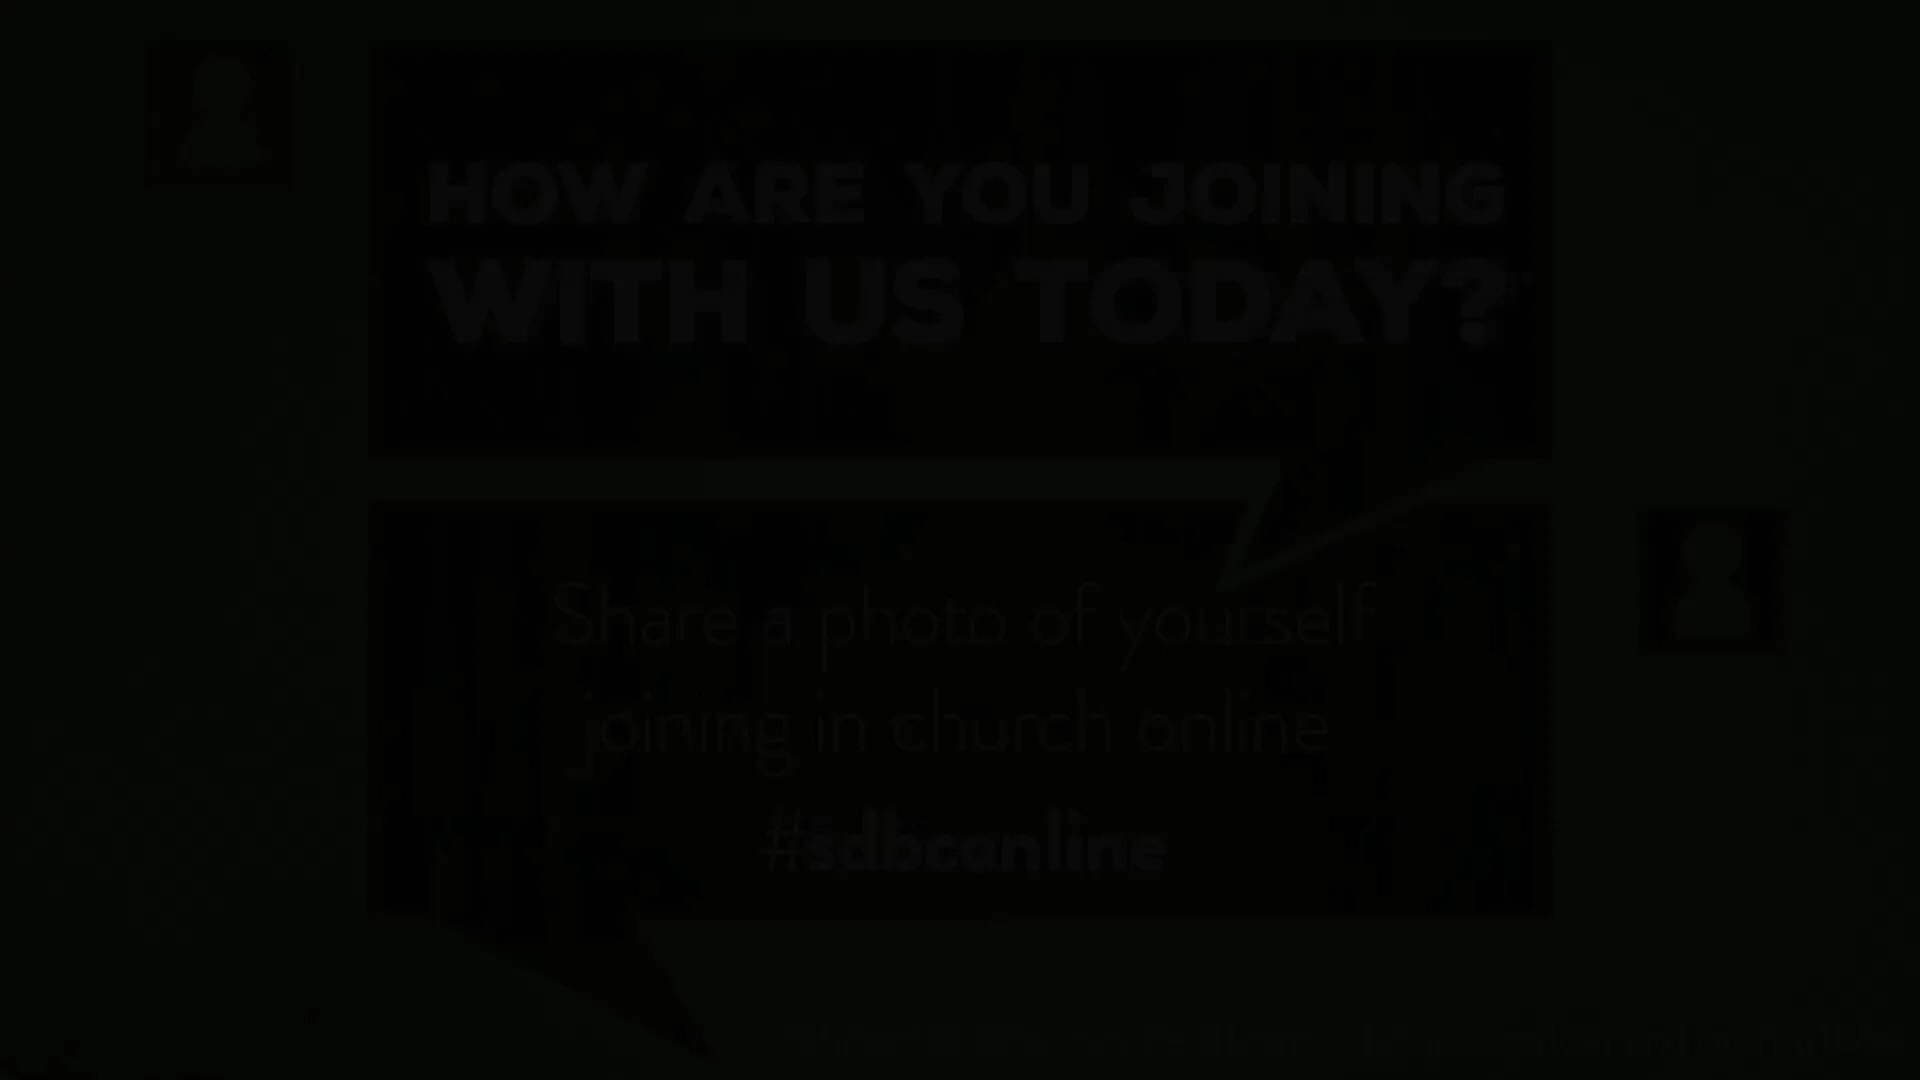 HOW ARE YOU JOINING
WITH US TODAY?
Share a photo of yourself
joining in church online
#sdbconline